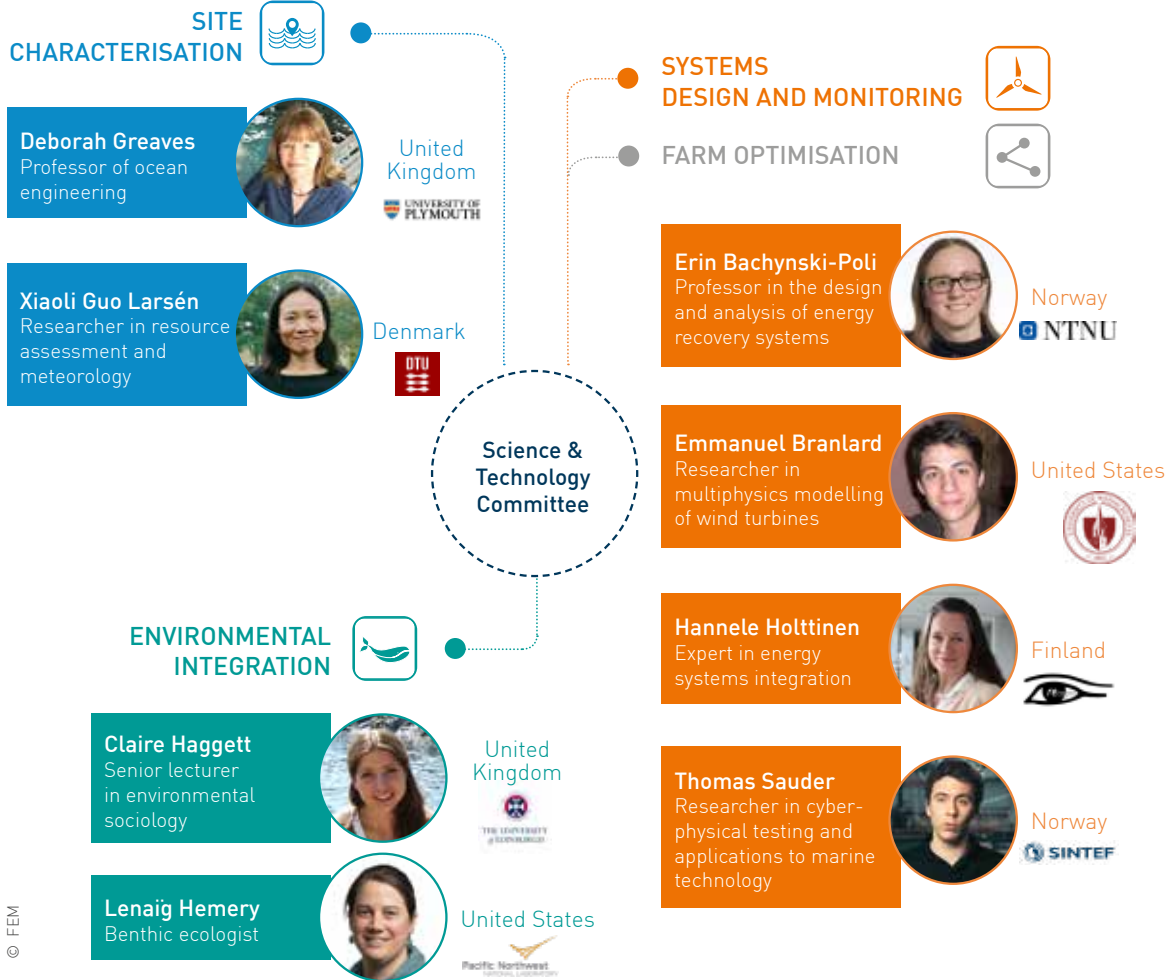 SITE
CHARACTERISATION
Deborah Greaves
Professor of ocean
engineering
United
Kingdom
UNIVERSITY OF
PLYMOUTH
Xiaoli Guo Larsén
Researcher in resource
assessment and
meteorology
Denmark
DTU
SYSTEMS
DESIGN AND MONITORING
FARM OPTIMISATION
Erin Bachynski-Poli
Professor in the design
and analysis of energy
recovery systems
Norway
NTNU
Emmanuel Branlard
Researcher in
multiphysics modelling
of wind turbines
United States
Hannele Holttinen
Expert in energy
systems integration
Finland
Thomas Sauder
Researcher in cyber-
physical testing and
applications to marine
technology
Norway
SINTEF
Science &
Technology
Committee
ENVIRONMENTAL
INTEGRATION
Claire Haggett
Senior lecturer
in environmental
sociology
United
Kingdom
THE UNIVERSITY
of EDINBURGH
Lenaïg Hemery
Benthic ecologist
United States
Pacific Northwest
NATIONAL LABORATORY
© FEM